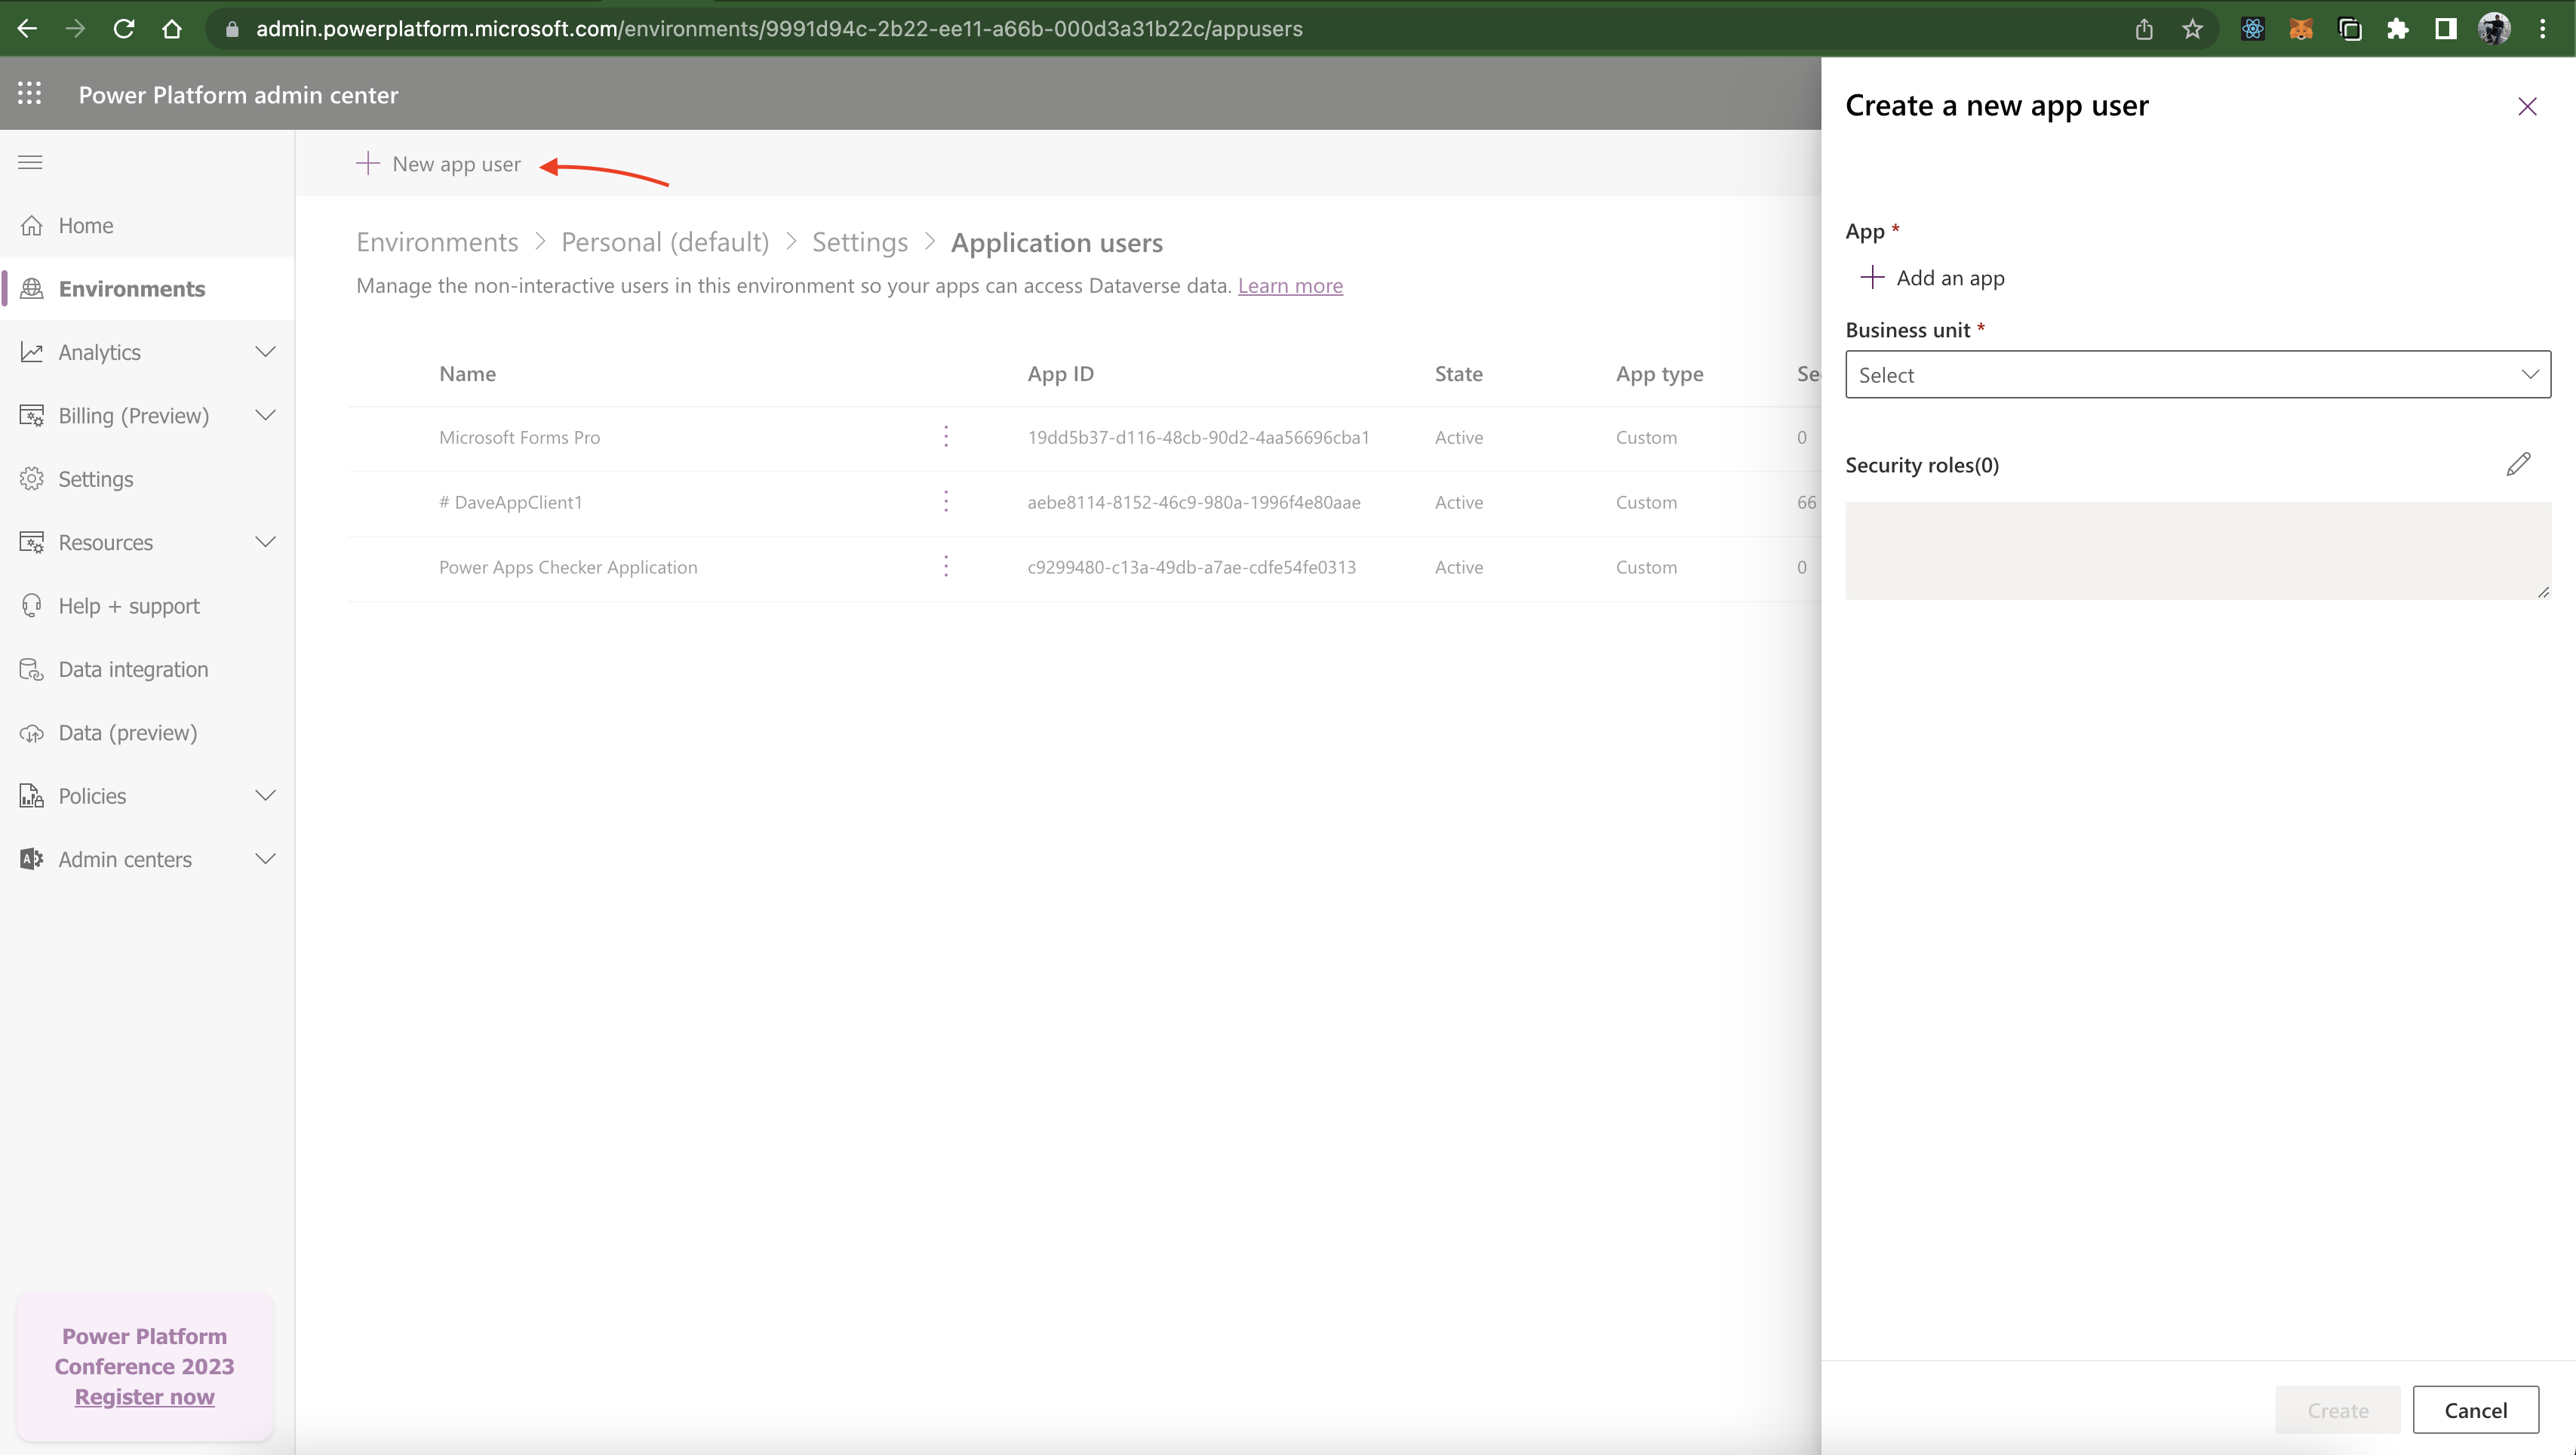 admin.powerplatform.microsoft.com/environments/9991d94c-2b22-ee11-a66b-000d3a31b22c/appusers
Power Platform admin center
New app user
Home
Environments
Analytics
Billing (Preview)
Settings
Resources
Help + support
Data integration
Data (preview)
Policies
Admin centers
Power Platform
Conference 2023
Register now
Environments > Personal (default) > Settings > Application users
Manage the non-interactive users in this environment so your apps can access Dataverse data. Learn more
Name App ID State App type Se
Microsoft Forms Pro 19dd5b37-d116-48cb-90d2-4aa56696cba1 Active Custom 0
# DaveAppClient1 aebe8114-8152-46c9-980a-1996f4e80aae Active Custom 66
Power Apps Checker Application c9299480-c13a-49db-a7ae-cdfe54fe0313 Active Custom 0
Create a new app user
App *
Add an app
Business unit *
Select
Security roles(0)
Create
Cancel